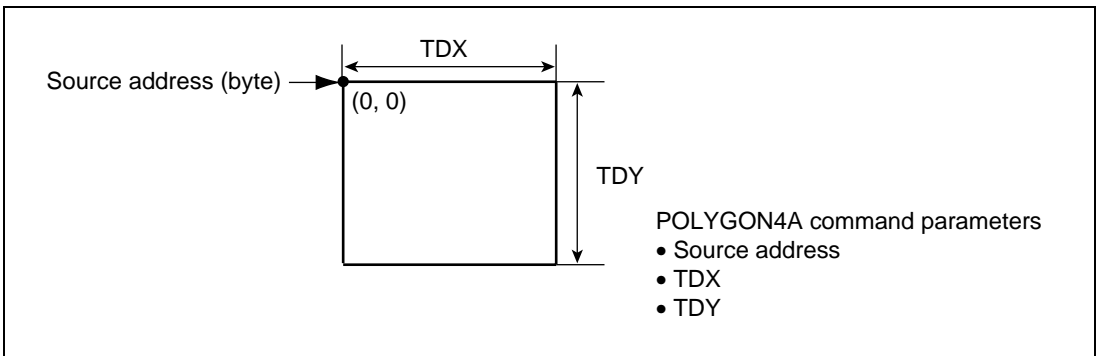 TDX
Source address (byte)
(0, 0)
TDY
POLYGON4A command parameters
• Source address
• TDX
• TDY